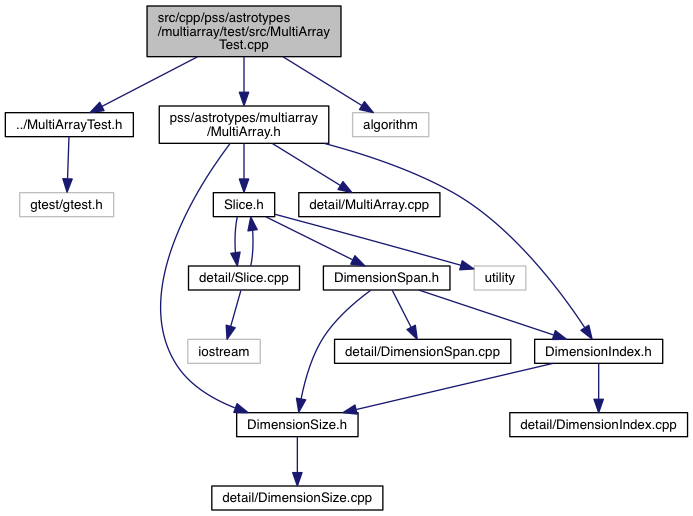 src/cpp/pss/astrotypes
/multiarray/test/src/MultiArray
Test.cpp
../MultiArrayTest.h
pss/astrotypes/multiarray
/MultiArray.h
algorithm
gtest/gtest.h
Slice.h
detail/MultiArray.cpp
detail/Slice.cpp
DimensionSpan.h
utility
iostream
detail/DimensionSpan.cpp
DimensionIndex.h
DimensionSize.h
detail/DimensionIndex.cpp
detail/DimensionSize.cpp